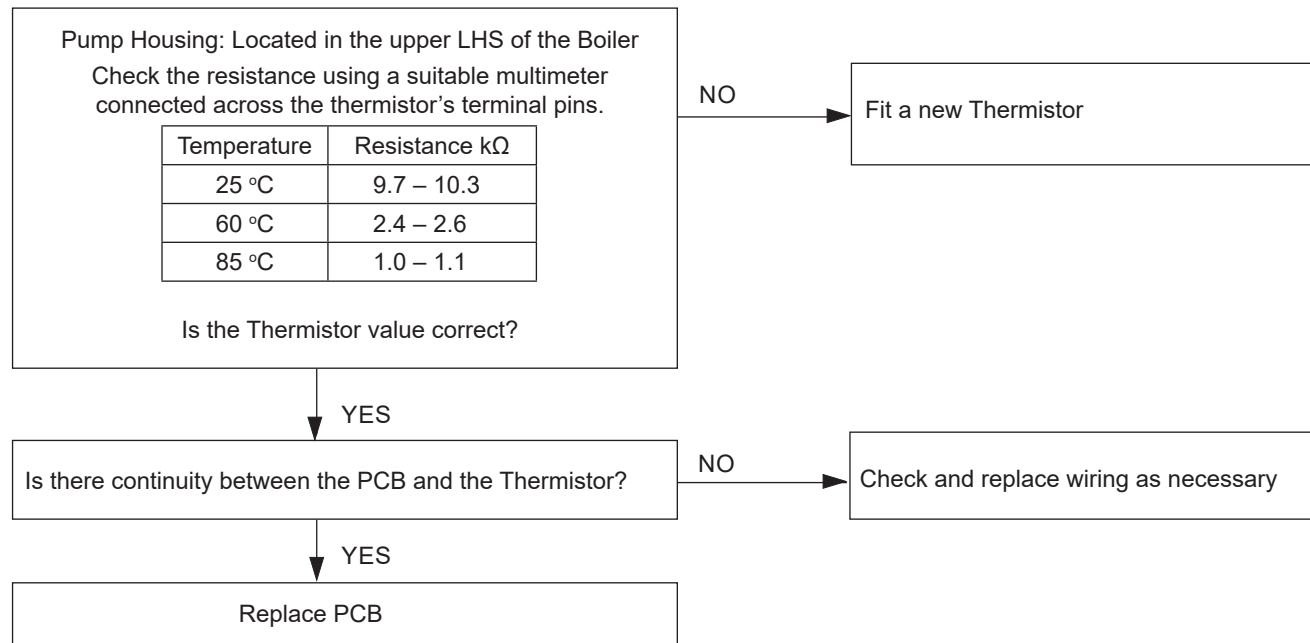 Pump Housing: Located in the upper LHS of the Boiler
Check the resistance using a suitable multimeter
connected across the thermistor's terminal pins.
NO
Fit a new Thermistor
Temperature Resistance kΩ
25 °C 9.7 – 10.3
60 °C 2.4 – 2.6
85 °C 1.0 – 1.1
Is the Thermistor value correct?
YES
Is there continuity between the PCB and the Thermistor?
NO
Check and replace wiring as necessary
YES
Replace PCB